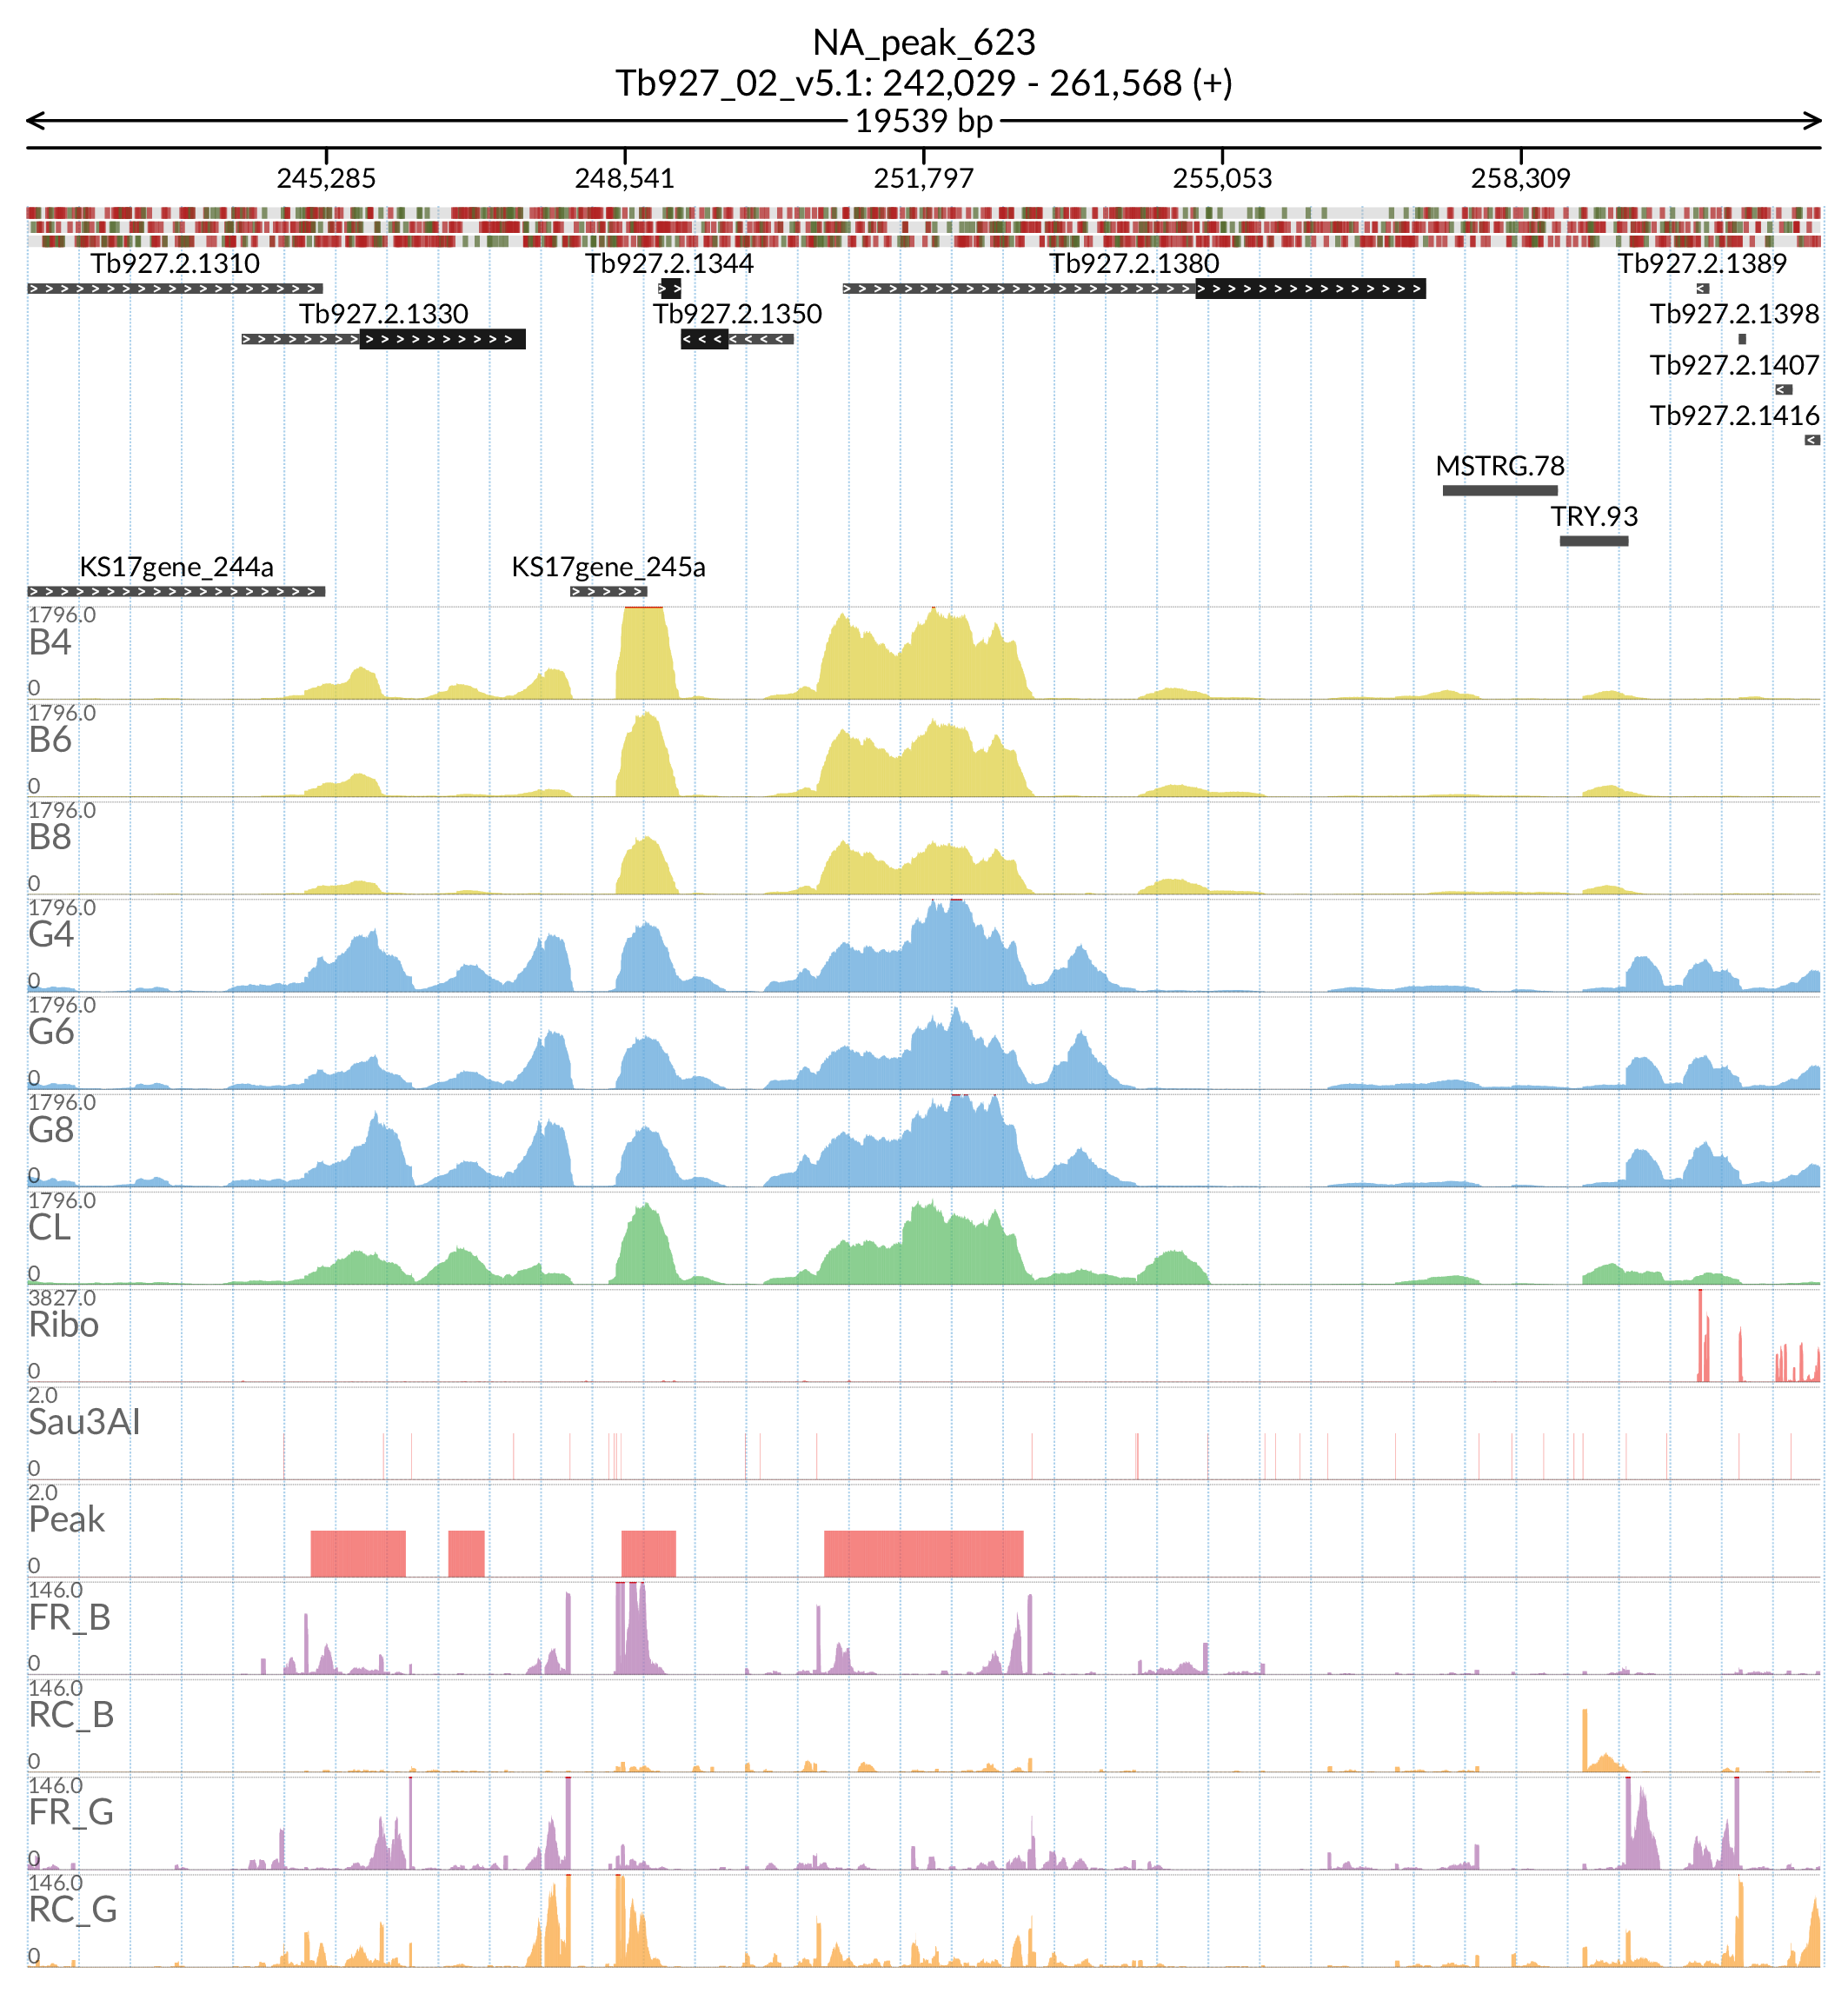 NA_peak_623
Tb927_02_v5.1: 242,029 - 261,568 (+)
19539 bp
245,285 248,541 251,797 255,053 258,309
Tb927.2.1310 Tb927.2.1344 Tb927.2.1380 Tb927.2.1389
Tb927.2.1330 Tb927.2.1350 Tb927.2.1398
Tb927.2.1407
Tb927.2.1416
MSTRG.78
TRY.93
KS17gene_244a KS17gene_245a
1796.0
B4
0
1796.0
B6
0
1796.0
B8
0
1796.0
G4
0
1796.0
G6
0
1796.0
G8
0
1796.0
CL
0
3827.0
Ribo
0
2.0
Sau3AI
0
2.0
Peak
0
146.0
FR_B
0
146.0
RC_B
0
146.0
FR_G
0
146.0
RC_G
0